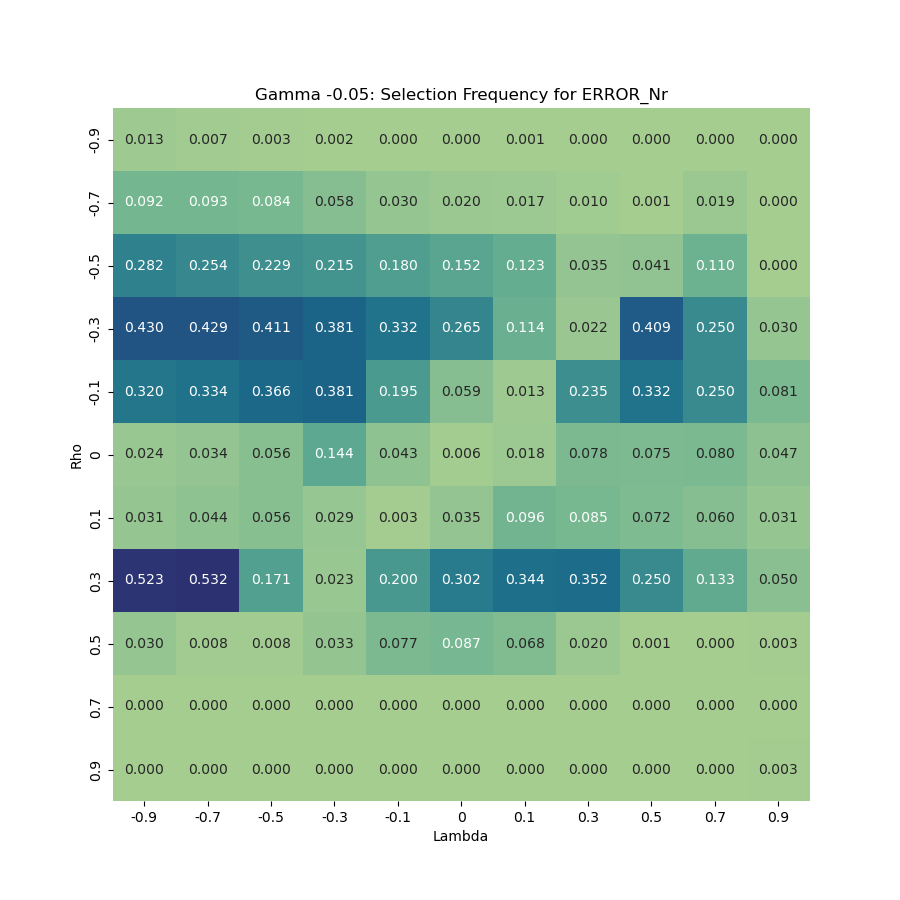 Gamma -0.05: Selection Frequency for ERROR_Nr
-0.9 0.013 0.007 0.003 0.002 0.000 0.000 0.001 0.000 0.000 0.000 0.000
-0.7 0.092 0.093 0.084 0.058 0.030 0.020 0.017 0.010 0.001 0.019 0.000
-0.5 0.282 0.254 0.229 0.215 0.180 0.152 0.123 0.035 0.041 0.110 0.000
-0.3 0.430 0.429 0.411 0.381 0.332 0.265 0.114 0.022 0.409 0.250 0.030
-0.1 0.320 0.334 0.366 0.381 0.195 0.059 0.013 0.235 0.332 0.250 0.081
Rho
0 0.024 0.034 0.056 0.144 0.043 0.006 0.018 0.078 0.075 0.080 0.047
0.1 0.031 0.044 0.056 0.029 0.003 0.035 0.096 0.085 0.072 0.060 0.031
0.3 0.523 0.532 0.171 0.023 0.200 0.302 0.344 0.352 0.250 0.133 0.050
0.5 0.030 0.008 0.008 0.033 0.077 0.087 0.068 0.020 0.001 0.000 0.003
0.7 0.000 0.000 0.000 0.000 0.000 0.000 0.000 0.000 0.000 0.000 0.000
0.9 0.000 0.000 0.000 0.000 0.000 0.000 0.000 0.000 0.000 0.000 0.003
-0.9 -0.7 -0.5 -0.3 -0.1 0 0.1 0.3 0.5 0.7 0.9
Lambda